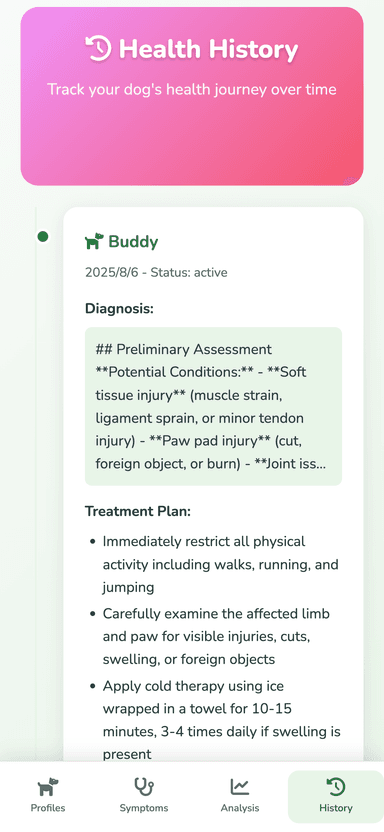 Health History
Track your dog's health journey over time
Buddy
2025/8/6 - Status: active
Diagnosis:
## Preliminary Assessment
**Potential Conditions:** - **Soft
tissue injury** (muscle strain,
ligament sprain, or minor tendon
injury) - **Paw pad injury** (cut,
foreign object, or burn) - **Joint iss...
Treatment Plan:
• Immediately restrict all physical
activity including walks, running, and
jumping
• Carefully examine the affected limb
and paw for visible injuries, cuts,
swelling, or foreign objects
• Apply cold therapy using ice
wrapped in a towel for 10-15
minutes, 3-4 times daily if swelling is
present
Profiles
Symptoms
Analysis
History